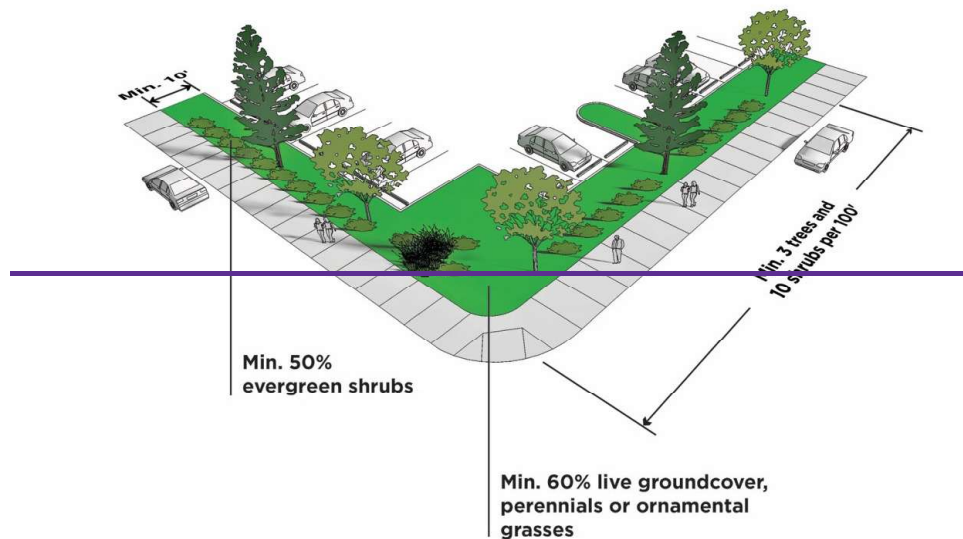 Min. 10'
Min. 3 trees and
10 shrubs per 100'
Min. 50%
evergreen shrubs
Min. 60% live groundcover,
perennials or ornamental
grasses